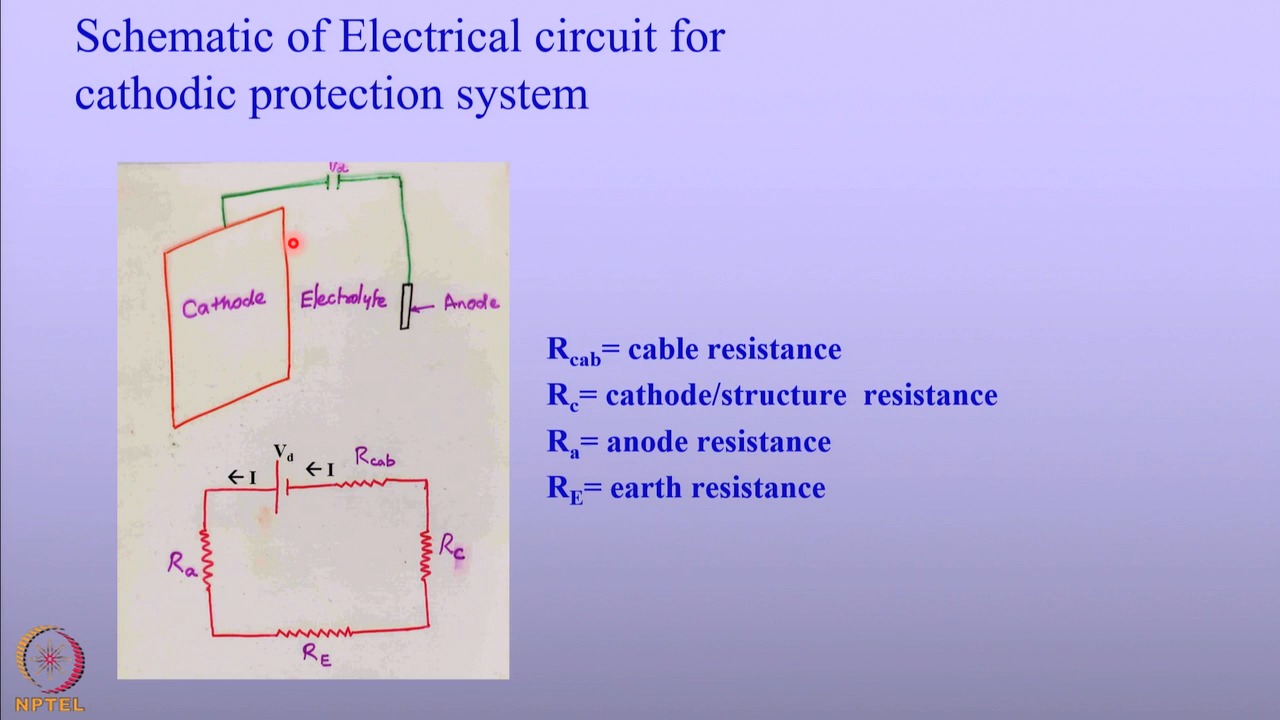 Schematic of Electrical circuit for
cathodic protection system
Vd
Cathode
Electrolyte
Anode
Vd
← I
← I
Rcab
Ra
Rc
RE
Rcab= cable resistance
Rc= cathode/structure resistance
Ra= anode resistance
RE= earth resistance
NPTEL